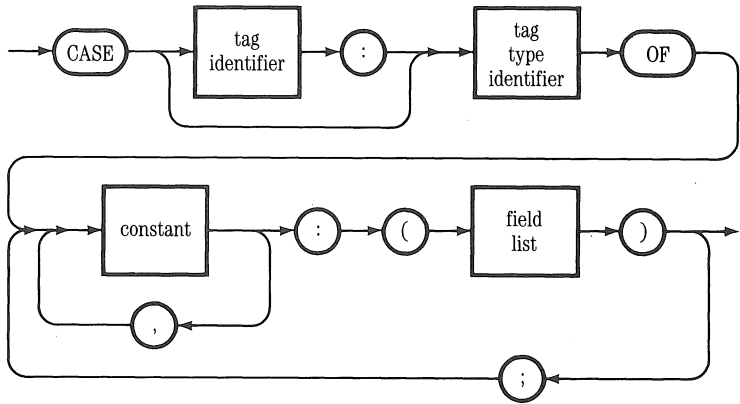 CASE
tag
identifier
:
tag
type
identifier
OF
constant
:
(
field
list
)
,
;